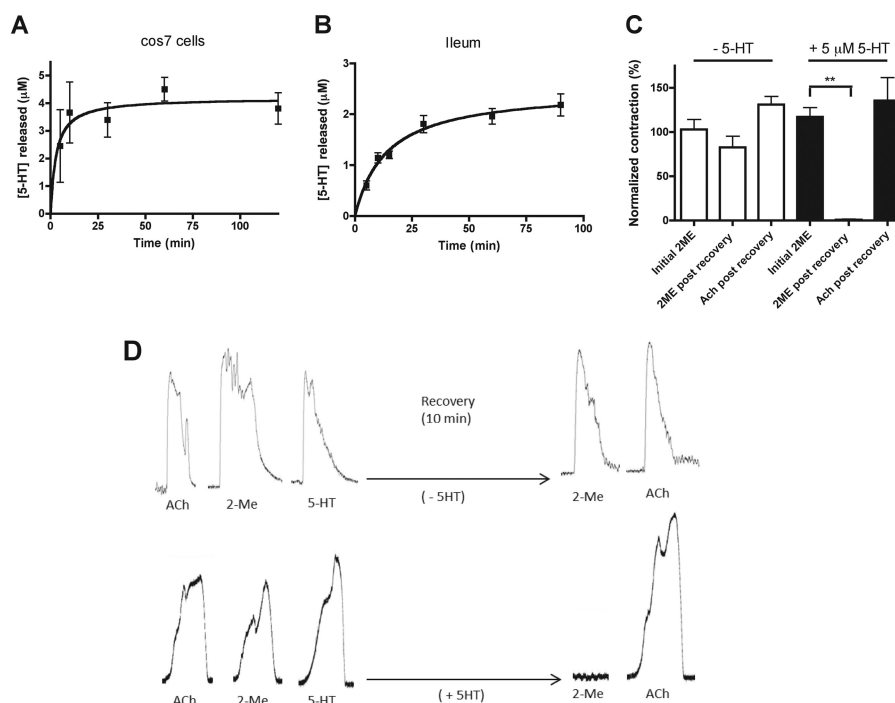 A
cos7 cells
[5-HT] released (μM)
5
4
3
2
1
0
0 25 50 75 100
Time (min)
B
Ileum
[5-HT] released (μM)
3
2
1
0
0 25 50 75 100
Time (min)
C
- 5-HT
+ 5 μM 5-HT
**
Normalized contraction (%)
150
100
50
0
Initial 2ME
2ME post recovery
Ach post recovery
Initial 2ME
2ME post recovery
Ach post recovery
D
Recovery
(10 min)
ACh 2-Me 5-HT
( - 5HT)
2-Me ACh
ACh 2-Me 5-HT
( + 5HT)
2-Me ACh